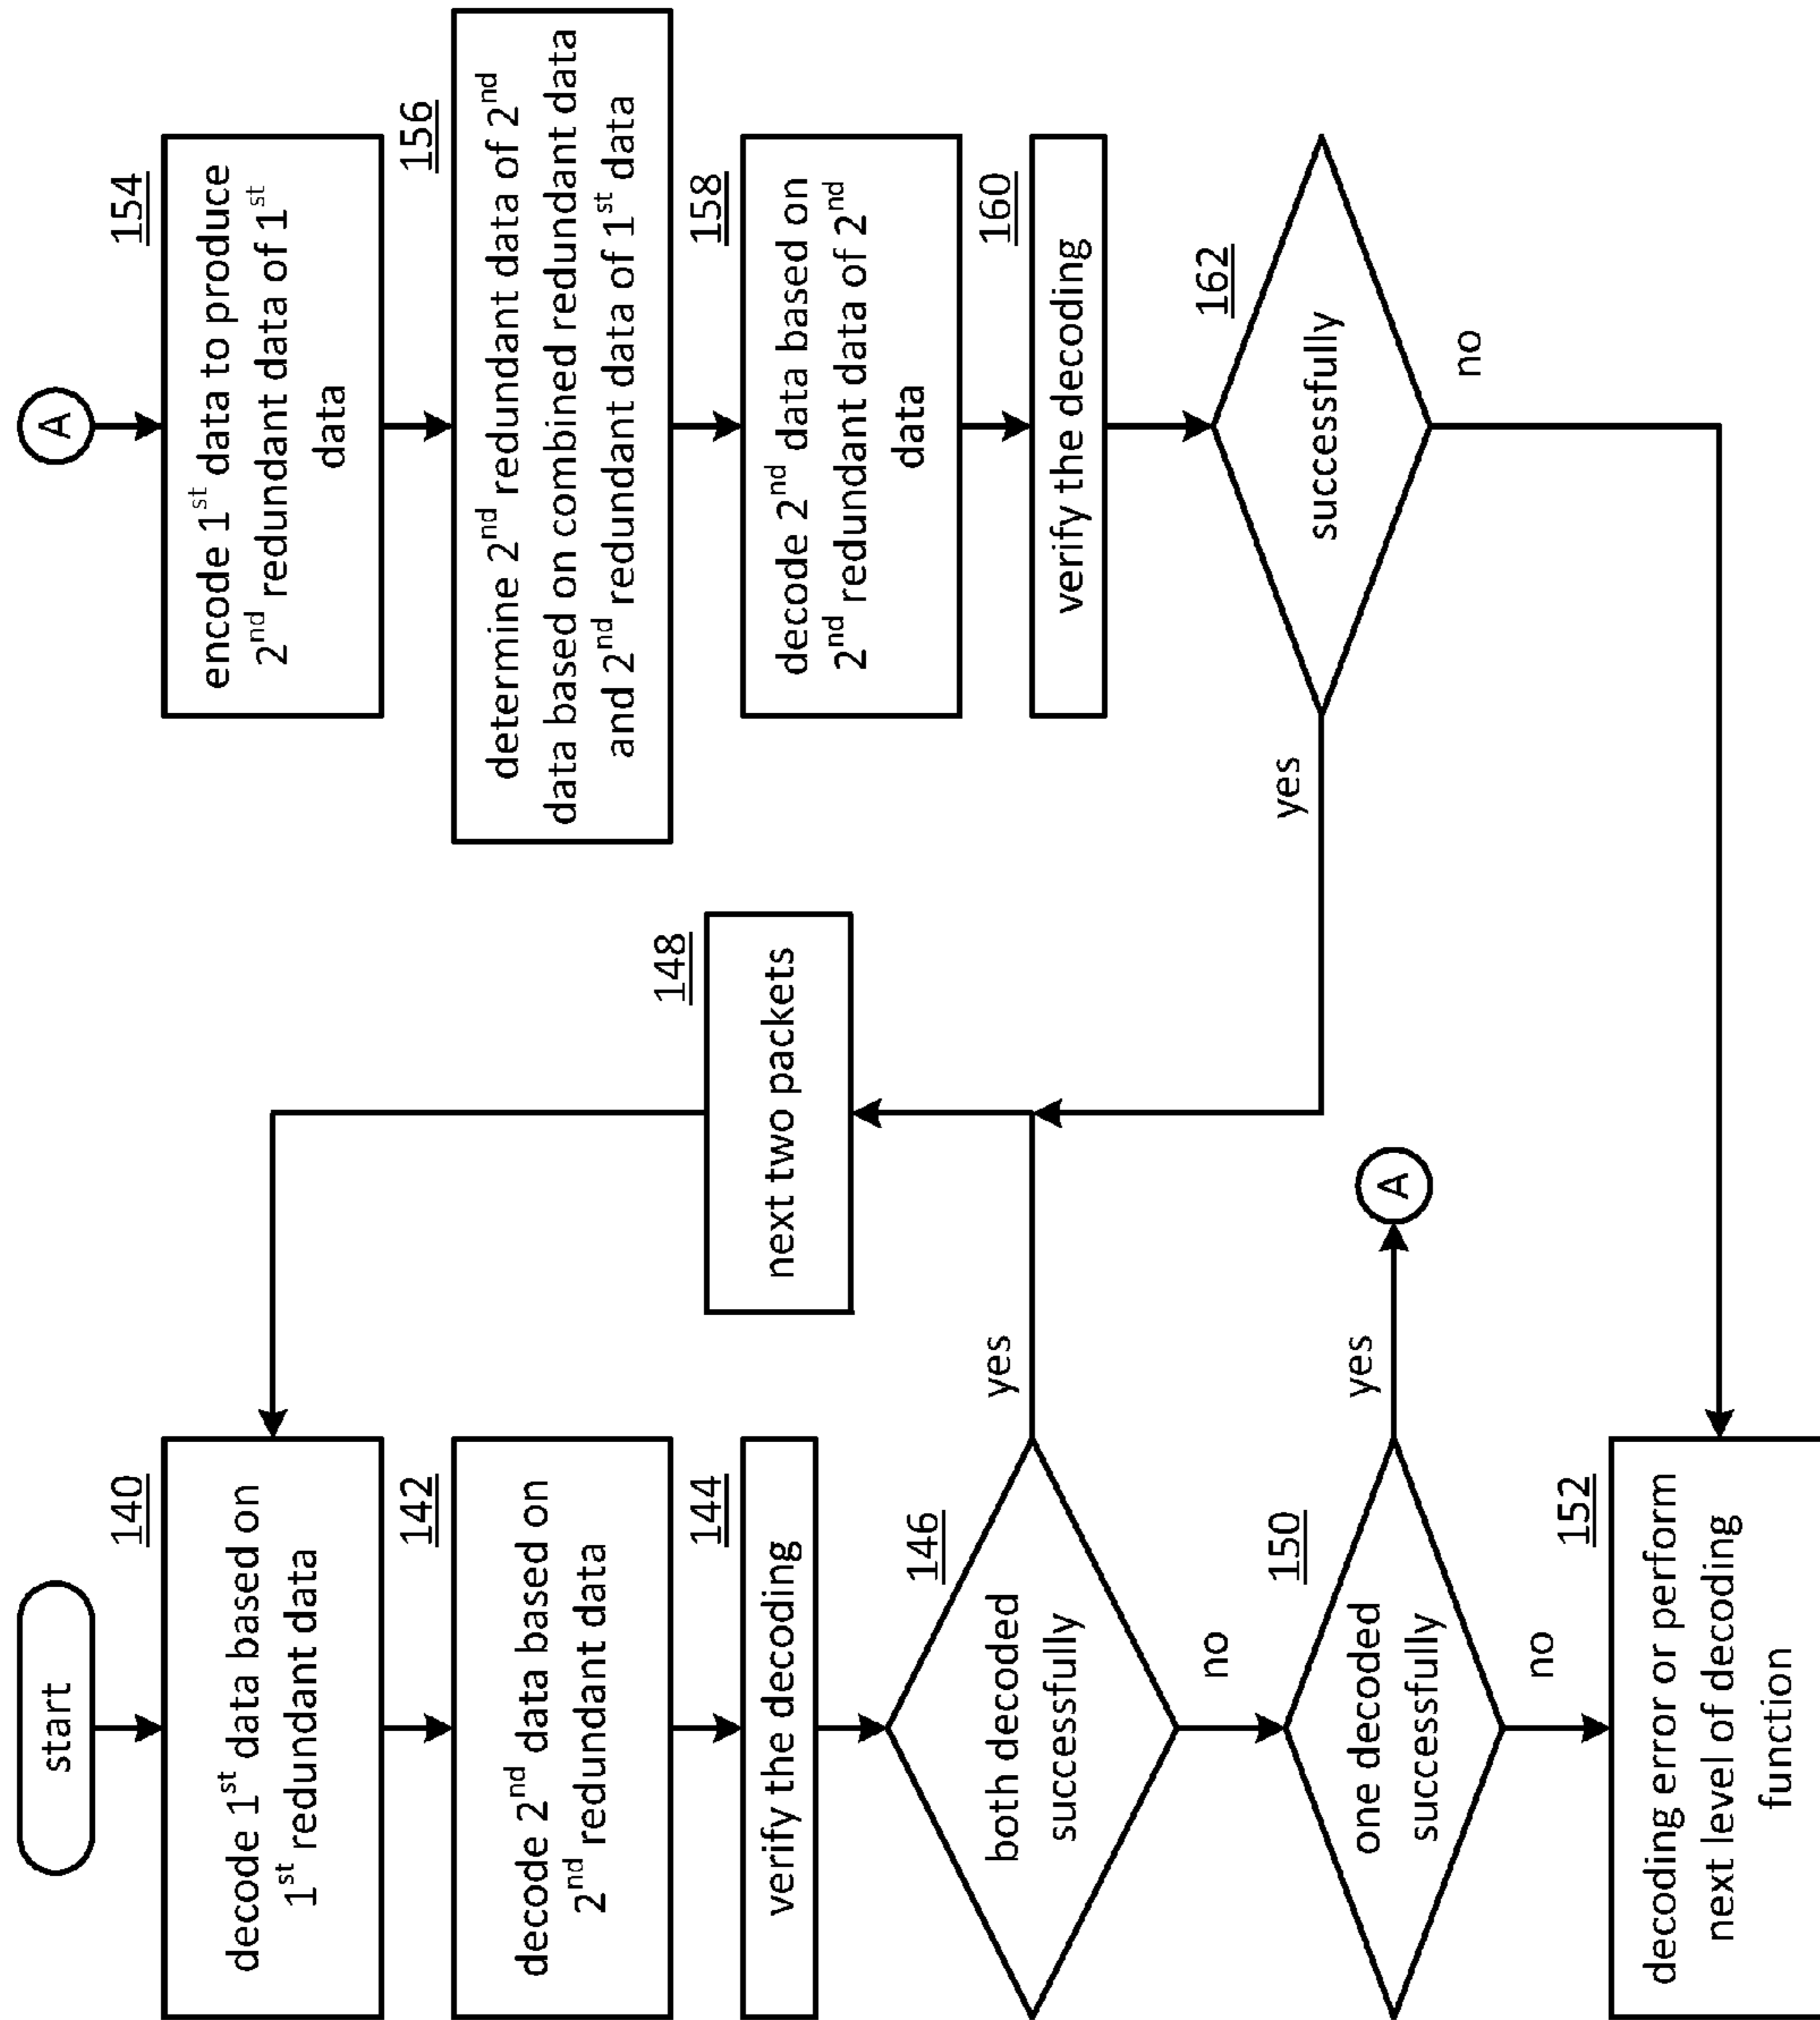 start
140
decode 1st data based on
1st redundant data
142
decode 2nd data based on
2nd redundant data
144
verify the decoding
146
both decoded
successfully
yes
no
148
next two packets
150
one decoded
successfully
yes
A
no
152
decoding error or perform
next level of decoding
function
A
154
encode 1st data to produce
2nd redundant data of 1st
data
156
determine 2nd redundant data of 2nd
data based on combined redundant data
and 2nd redundant data of 1st data
158
decode 2nd data based on
2nd redundant data of 2nd
data
160
verify the decoding
162
successfully
yes
no